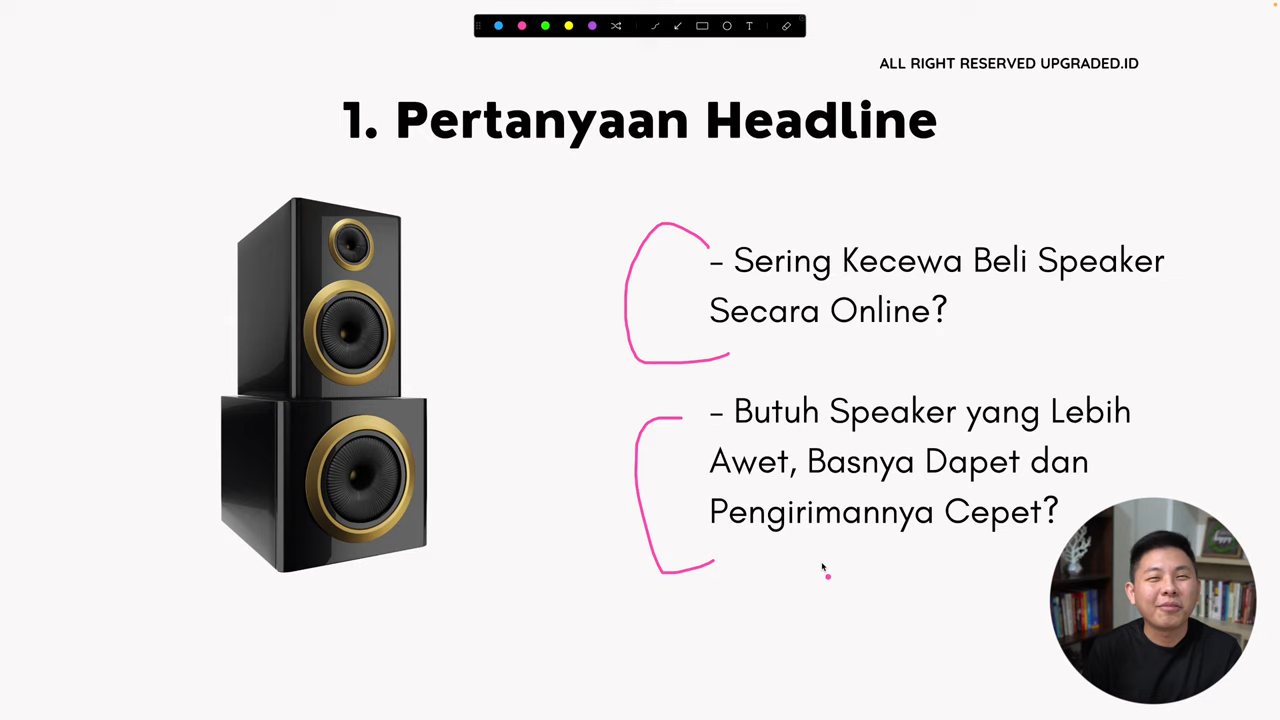 ALL RIGHT RESERVED UPGRADED.ID
1. Pertanyaan Headline
- Sering Kecewa Beli Speaker
Secara Online?
- Butuh Speaker yang Lebih
Awet, Basnya Dapet dan
Pengirimannya Cepet?